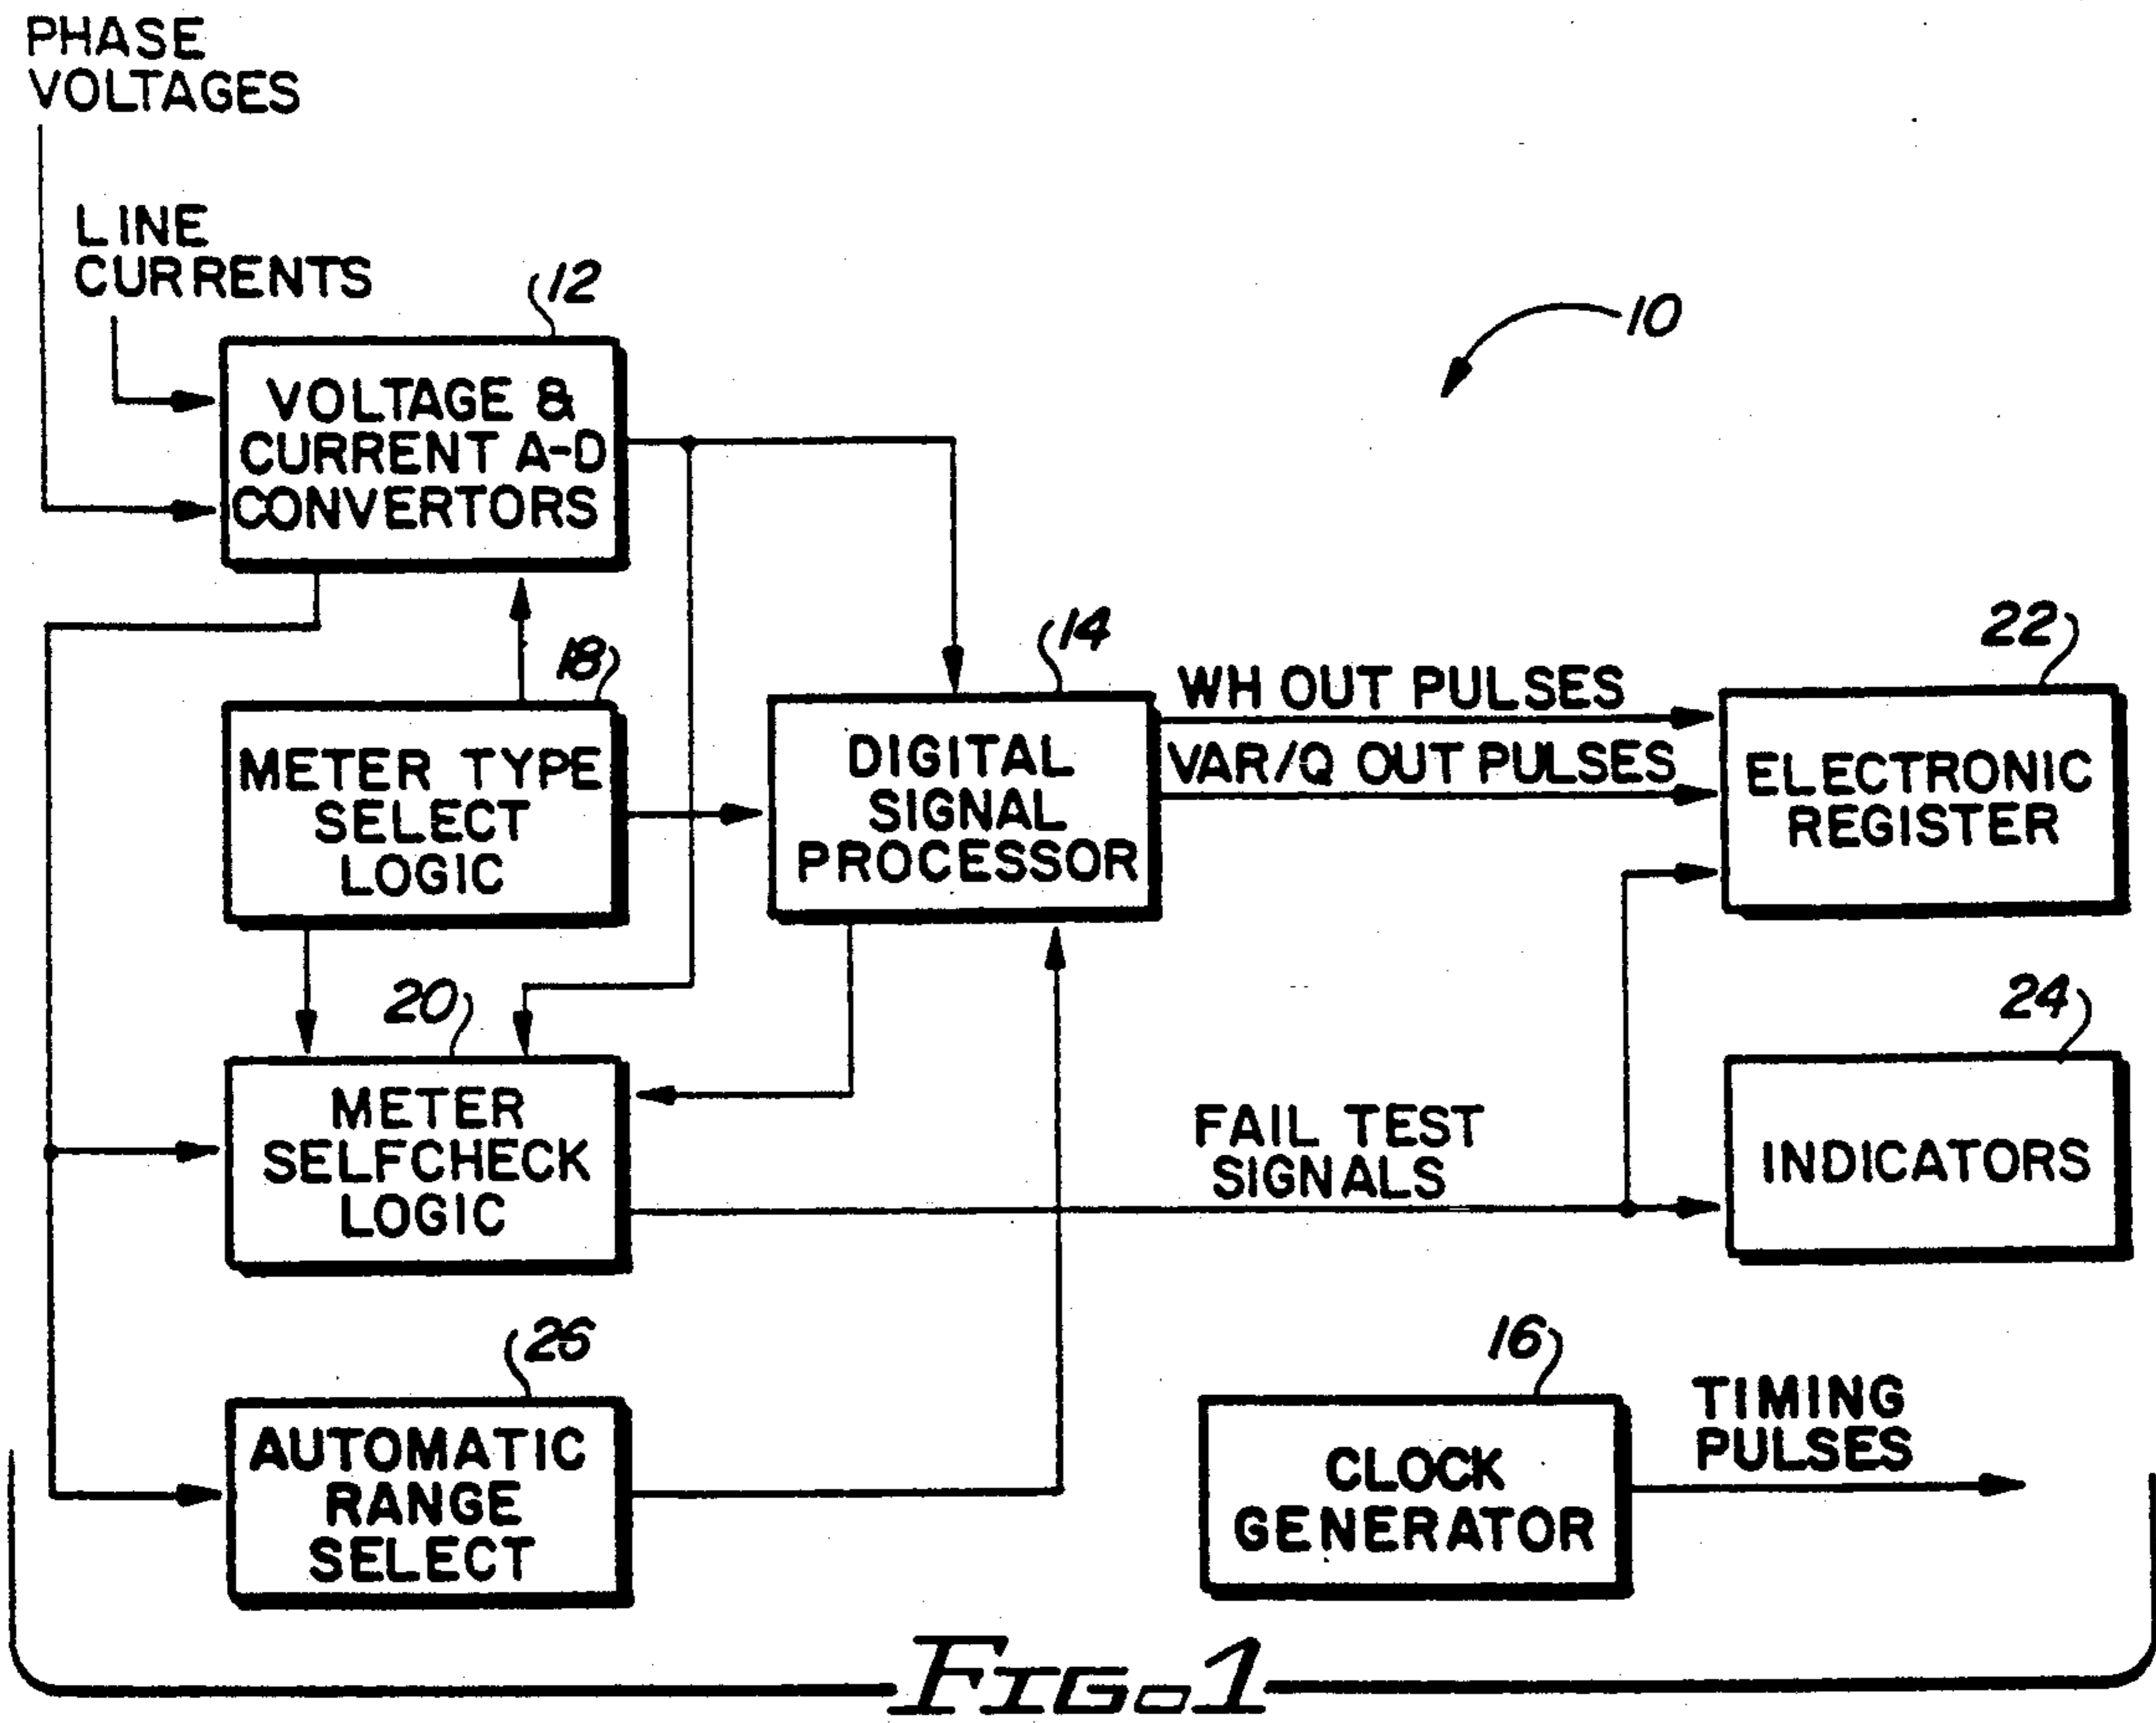 PHASE
VOLTAGES
LINE
CURRENTS
12
10
VOLTAGE &
CURRENT A-D
CONVERTORS
18
14
22
METER TYPE
SELECT
LOGIC
DIGITAL
SIGNAL
PROCESSOR
WH OUT PULSES
VAR/Q OUT PULSES
ELECTRONIC
REGISTER
20
24
METER
SELFCHECK
LOGIC
FAIL TEST
SIGNALS
INDICATORS
26
16
AUTOMATIC
RANGE
SELECT
CLOCK
GENERATOR
TIMING
PULSES
FIG. 1